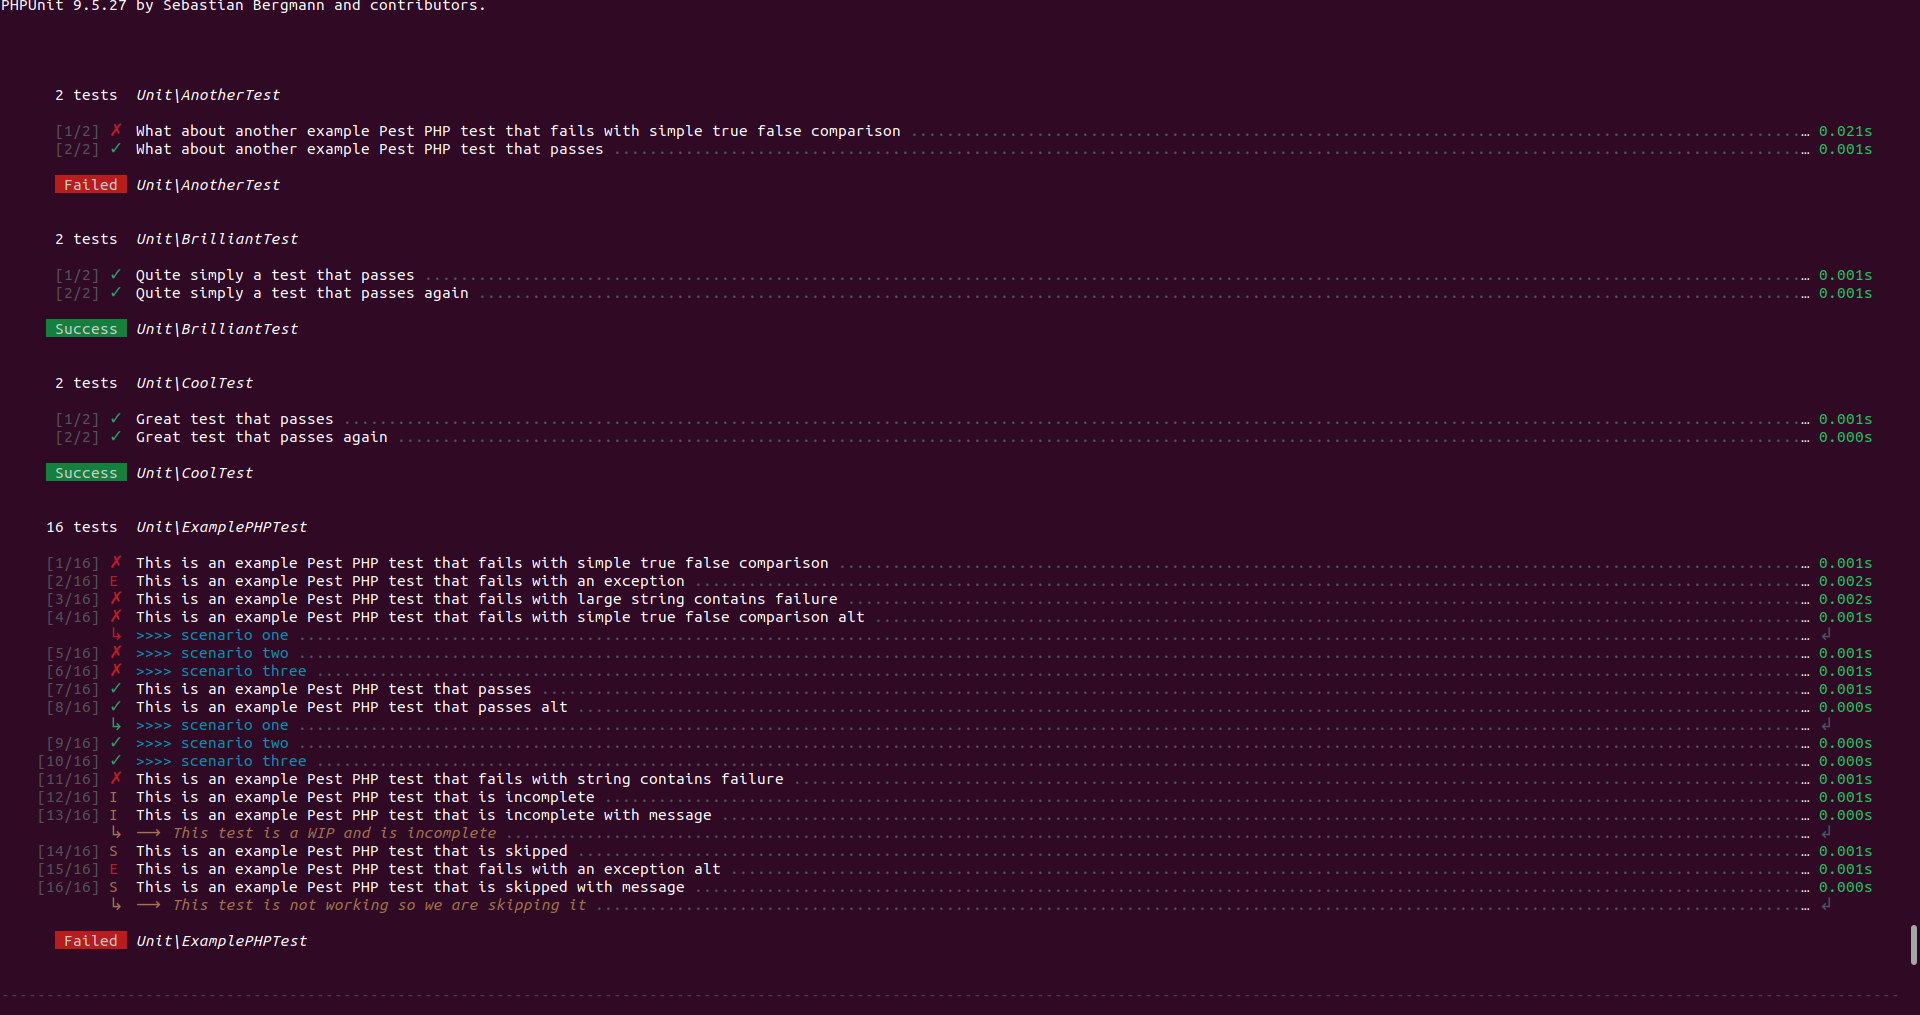 PHPUnit 9.5.27 by Sebastian Bergmann and contributors.
2 tests Unit\AnotherTest
[1/2] ✗ What about another example Pest PHP test that fails with simple true false comparison … 0.021s
[2/2] ✓ What about another example Pest PHP test that passes … 0.001s
Failed Unit\AnotherTest
2 tests Unit\BrilliantTest
[1/2] ✓ Quite simply a test that passes … 0.001s
[2/2] ✓ Quite simply a test that passes again … 0.001s
Success Unit\BrilliantTest
2 tests Unit\CoolTest
[1/2] ✓ Great test that passes … 0.001s
[2/2] ✓ Great test that passes again … 0.000s
Success Unit\CoolTest
16 tests Unit\ExamplePHPTest
[1/16] ✗ This is an example Pest PHP test that fails with simple true false comparison … 0.001s
[2/16] E This is an example Pest PHP test that fails with an exception … 0.002s
[3/16] ✗ This is an example Pest PHP test that fails with large string contains failure … 0.002s
[4/16] ✗ This is an example Pest PHP test that fails with simple true false comparison alt … 0.001s
↳ >>>> scenario one … ↲
[5/16] ✗ >>>> scenario two … 0.001s
[6/16] ✗ >>>> scenario three … 0.001s
[7/16] ✓ This is an example Pest PHP test that passes … 0.001s
[8/16] ✓ This is an example Pest PHP test that passes alt … 0.000s
↳ >>>> scenario one … ↲
[9/16] ✓ >>>> scenario two … 0.000s
[10/16] ✓ >>>> scenario three … 0.000s
[11/16] ✗ This is an example Pest PHP test that fails with string contains failure … 0.001s
[12/16] I This is an example Pest PHP test that is incomplete … 0.001s
[13/16] I This is an example Pest PHP test that is incomplete with message … 0.000s
↳ ⟶ This test is a WIP and is incomplete … ↲
[14/16] S This is an example Pest PHP test that is skipped … 0.001s
[15/16] E This is an example Pest PHP test that fails with an exception alt … 0.001s
[16/16] S This is an example Pest PHP test that is skipped with message … 0.000s
↳ ⟶ This test is not working so we are skipping it … ↲
Failed Unit\ExamplePHPTest